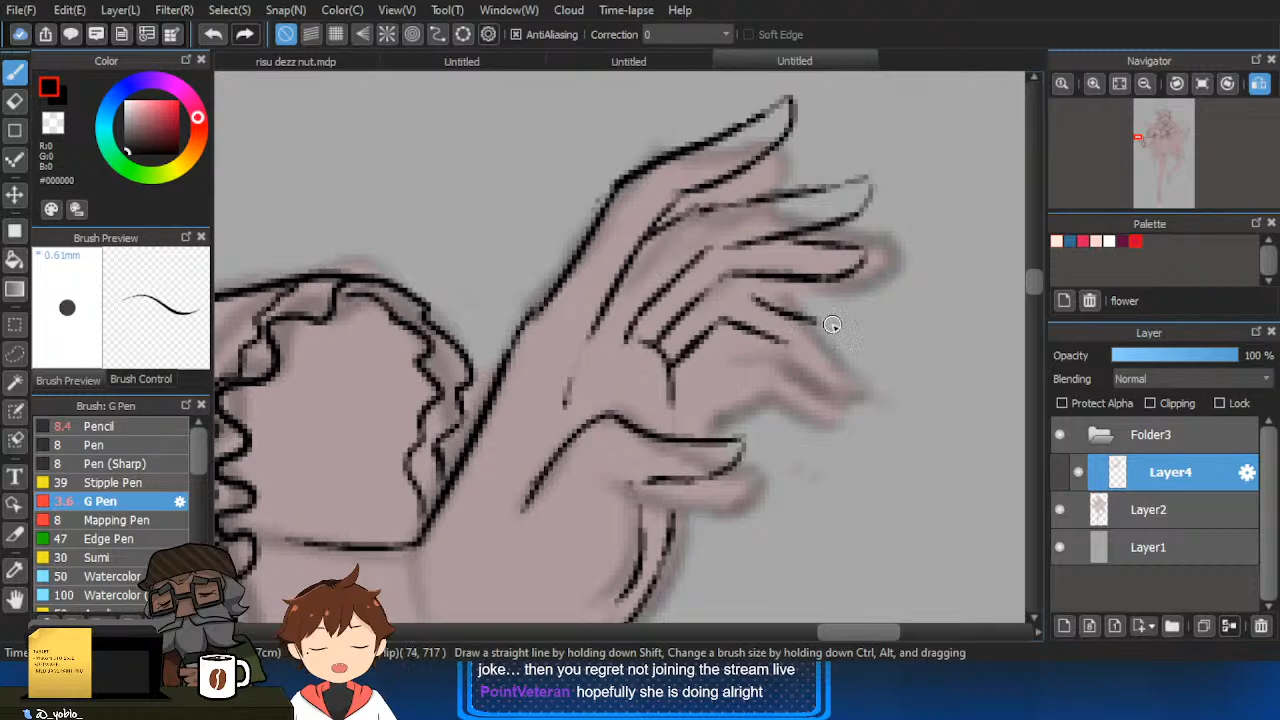 File(F) Edit(E) Layer(L) Filter(R) Select(S) Snap(N) Color(C) View(V) Tool(T) Window(W) Cloud Time-lapse Help
AntiAliasing Correction 0 Soft Edge
Color
risu dezz nut.mdp Untitled Untitled Untitled
Navigator
R:0
G:0
B:0
#000000
Brush Preview
0.61mm
Palette
flower
Layer
Opacity 100 %
Blending Normal
Protect Alpha Clipping Lock
Brush Preview Brush Control
Brush: G Pen
8.4 Pencil
8 Pen
8 Pen (Sharp)
39 Stipple Pen
3.6 G Pen
8 Mapping Pen
47 Edge Pen
30 Sumi
50 Watercolor
100 Watercolor (
Folder3
Layer4
Layer2
Layer1
T
TABLET:
Time
7cm)
lip)
( 74, 717 )
Draw a straight line by holding down Shift, Change a brush size by holding down Ctrl, Alt, and dragging
joke... then you regret not joining the stream live
PointVeteran hopefully she is doing alright